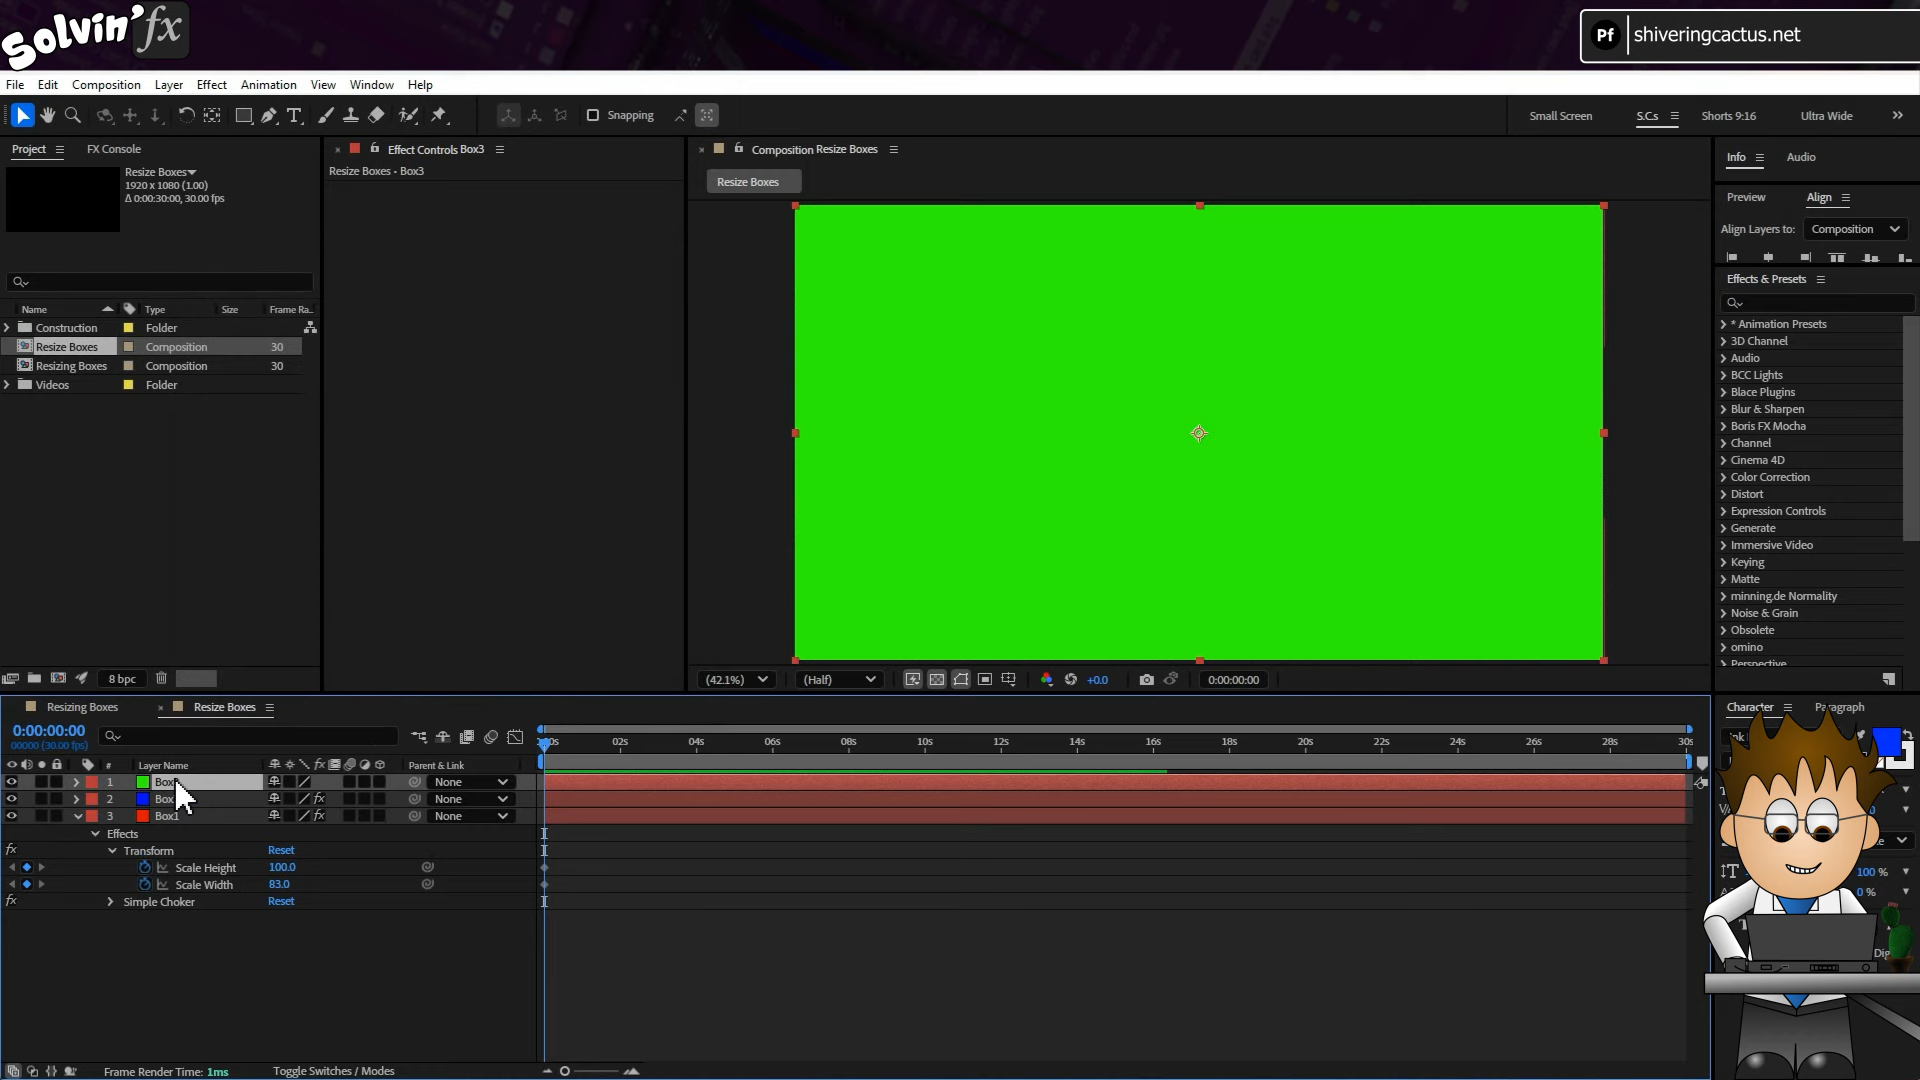 Solvin' fx
Pf shiveringcactus.net
File Edit Composition Layer Effect Animation View Window Help
Snapping
Small Screen S.C.s Shorts 9:16 Ultra Wide
Project FX Console
Resize Boxes
1920 x 1080 (1.00)
Δ 0:00:30:00, 30.00 fps
Name Type Size Frame Ra...
Construction Folder
Resize Boxes Composition 30
Resizing Boxes Composition 30
Videos Folder
8 bpc
Effect Controls Box3
Resize Boxes • Box3
Composition Resize Boxes
Resize Boxes
(42.1%) (Half) +0.0 0:00:00:00
Info Audio
Preview Align
Align Layers to: Composition
Effects & Presets
* Animation Presets
3D Channel
Audio
BCC Lights
Blace Plugins
Blur & Sharpen
Boris FX Mocha
Channel
Cinema 4D
Color Correction
Distort
Expression Controls
Generate
Immersive Video
Keying
Matte
minning.de Normality
Noise & Grain
Obsolete
omino
Perspective
Resizing Boxes Resize Boxes
0:00:00:00
00000 (30.00 fps)
02s 04s 06s 08s 10s 12s 14s 16s 18s 20s 22s 24s 26s 28s 30s
# Layer Name fx Parent & Link
1 Box None
2 Box fx None
3 Box1 fx None
Effects
fx Transform Reset
Scale Height 100.0
Scale Width 83.0
fx Simple Choker Reset
Frame Render Time: 1ms Toggle Switches / Modes
Character Paragraph
100 %
0 %